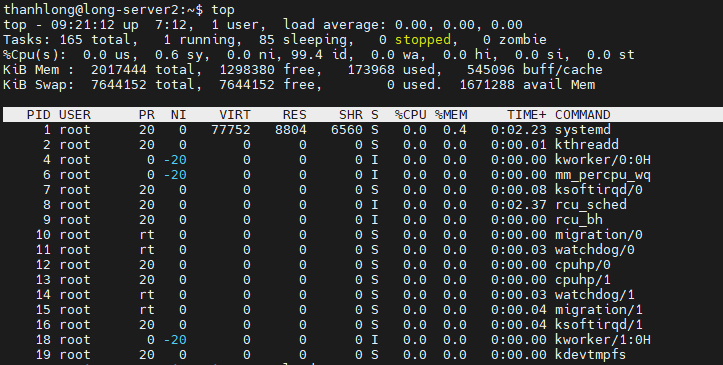 thanhlong@long-server2:~$ top
top - 09:21:12 up  7:12,  1 user,  load average: 0.00, 0.00, 0.00
Tasks: 165 total,   1 running,  85 sleeping,   0 stopped,   0 zombie
%Cpu(s):  0.0 us,  0.6 sy,  0.0 ni, 99.4 id,  0.0 wa,  0.0 hi,  0.0 si,  0.0 st
KiB Mem :  2017444 total,  1298380 free,   173968 used,   545096 buff/cache
KiB Swap:  7644152 total,  7644152 free,        0 used.  1671288 avail Mem
PID USER      PR  NI    VIRT    RES    SHR S  %CPU %MEM     TIME+ COMMAND
1 root      20   0   77752   8804   6560 S   0.0  0.4   0:02.23 systemd
2 root      20   0       0      0      0 S   0.0  0.0   0:00.01 kthreadd
4 root       0 -20       0      0      0 I   0.0  0.0   0:00.00 kworker/0:0H
6 root       0 -20       0      0      0 I   0.0  0.0   0:00.00 mm_percpu_wq
7 root      20   0       0      0      0 S   0.0  0.0   0:00.08 ksoftirqd/0
8 root      20   0       0      0      0 I   0.0  0.0   0:02.37 rcu_sched
9 root      20   0       0      0      0 I   0.0  0.0   0:00.00 rcu_bh
10 root      rt   0       0      0      0 S   0.0  0.0   0:00.00 migration/0
11 root      rt   0       0      0      0 S   0.0  0.0   0:00.03 watchdog/0
12 root      20   0       0      0      0 S   0.0  0.0   0:00.00 cpuhp/0
13 root      20   0       0      0      0 S   0.0  0.0   0:00.00 cpuhp/1
14 root      rt   0       0      0      0 S   0.0  0.0   0:00.03 watchdog/1
15 root      rt   0       0      0      0 S   0.0  0.0   0:00.04 migration/1
16 root      20   0       0      0      0 S   0.0  0.0   0:00.04 ksoftirqd/1
18 root       0 -20       0      0      0 I   0.0  0.0   0:00.00 kworker/1:0H
19 root      20   0       0      0      0 S   0.0  0.0   0:00.00 kdevtmpfs